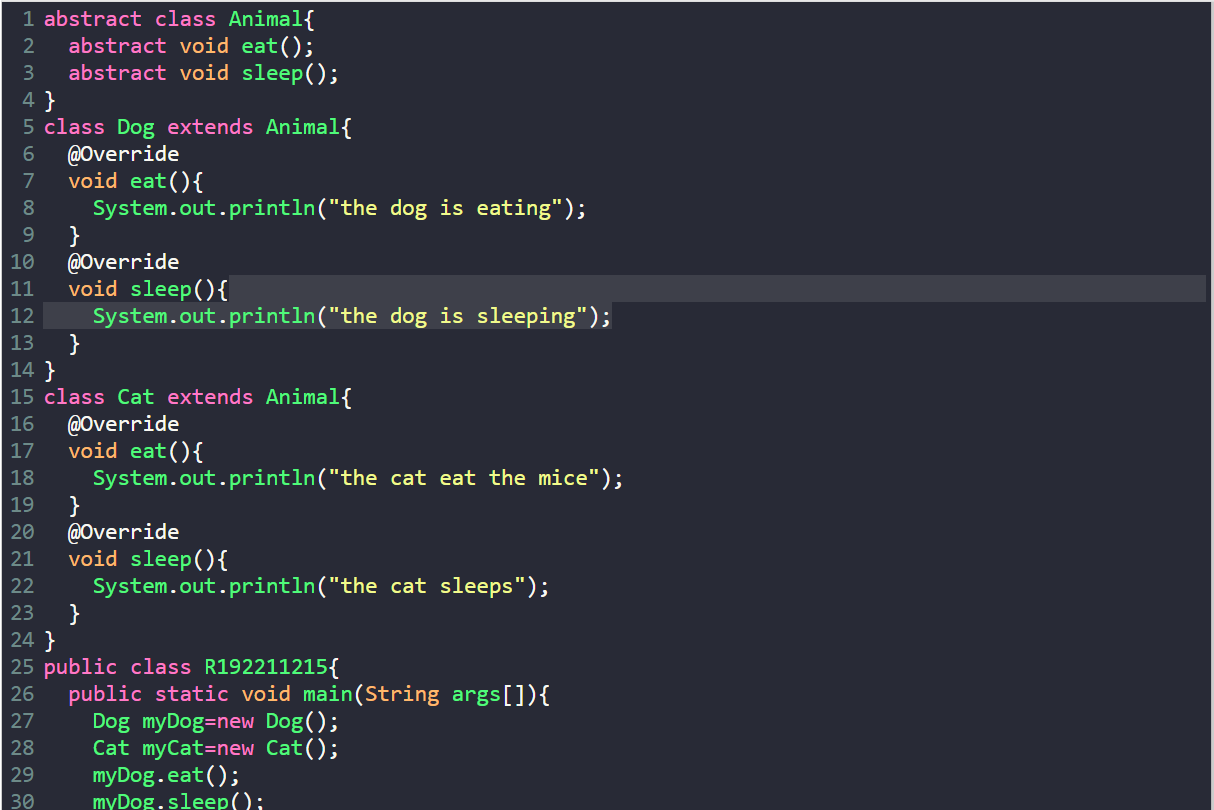 1 abstract class Animal{
2   abstract void eat();
3   abstract void sleep();
4 }
5 class Dog extends Animal{
6   @Override
7   void eat(){
8     System.out.println("the dog is eating");
9   }
10   @Override
11   void sleep(){
12     System.out.println("the dog is sleeping");
13   }
14 }
15 class Cat extends Animal{
16   @Override
17   void eat(){
18     System.out.println("the cat eat the mice");
19   }
20   @Override
21   void sleep(){
22     System.out.println("the cat sleeps");
23   }
24 }
25 public class R192211215{
26   public static void main(String args[]){
27     Dog myDog=new Dog();
28     Cat myCat=new Cat();
29     myDog.eat();
30     myDog.sleep();